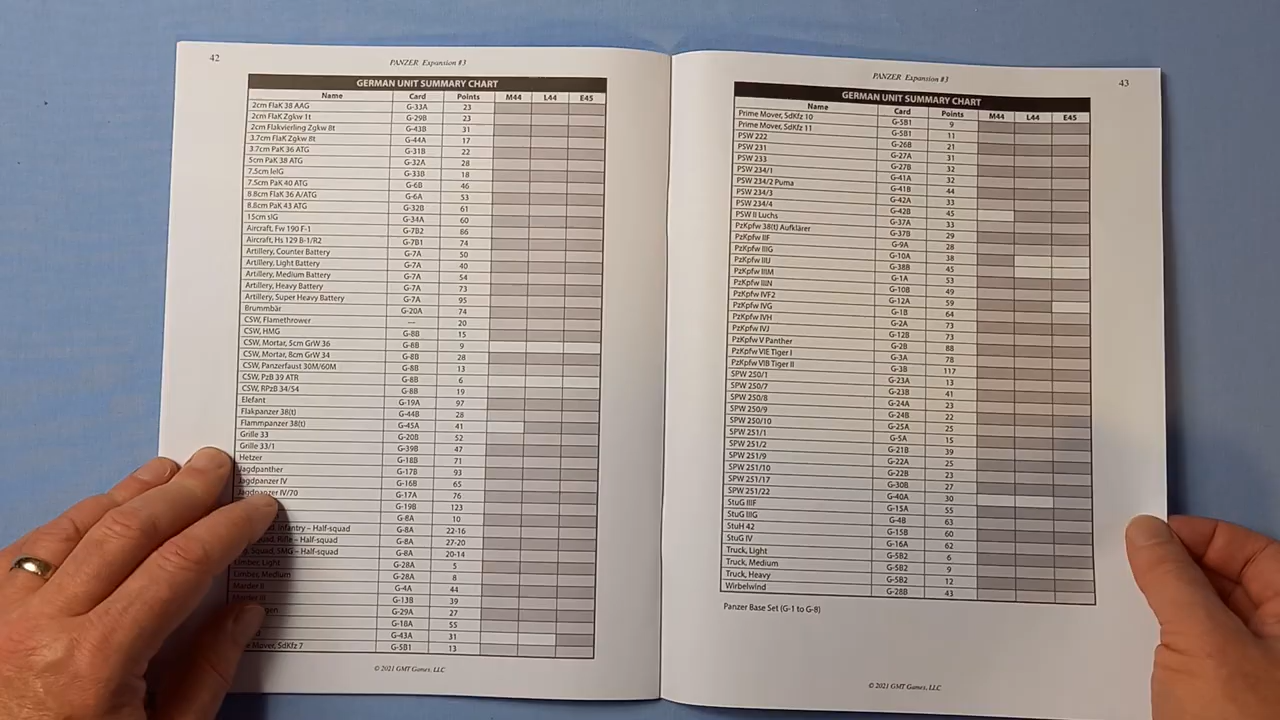 42
PANZER Expansion #3
GERMAN UNIT SUMMARY CHART
Name Card Points M44 L44 E45
2cm FlaK 38 AAG G-33A 23
2cm FlaK Zgkw 1t G-29B 23
2cm Flakvierling Zgkw 8t G-43B 31
3.7cm FlaK Zgkw 8t G-44A 17
3.7cm PaK 36 ATG G-31B 22
5cm PaK 38 ATG G-32A 28
7.5cm leIG G-33B 18
7.5cm PaK 40 ATG G-6B 46
8.8cm FlaK 36 A/ATG G-6A 53
8.8cm PaK 43 ATG G-32B 61
15cm sIG G-34A 60
Aircraft, Fw 190 F-1 G-7B2 86
Aircraft, Hs 129 B-1/R2 G-7B1 74
Artillery, Counter Battery G-7A 50
Artillery, Light Battery G-7A 40
Artillery, Medium Battery G-7A 54
Artillery, Heavy Battery G-7A 73
Artillery, Super Heavy Battery G-7A 95
Brummbär G-20A 74
CSW, Flamethrower — 20
CSW, HMG G-8B 15
CSW, Mortar, 5cm GrW 36 G-8B 9
CSW, Mortar, 8cm GrW 34 G-8B 28
CSW, Panzerfaust 30M/60M G-8B 13
CSW, PzB 39 ATR G-8B 6
CSW, RPzB 34/54 G-8B 19
Elefant G-19A 97
Flakpanzer 38(t) G-44B 28
Flammpanzer 38(t) G-45A 41
Grille 33 G-20B 52
Grille 33/1 G-39B 47
Hetzer G-18B 71
Jagdpanther G-17B 93
Jagdpanzer IV G-16B 65
Jagdpanzer IV/70 G-17A 76
G-19B 123
G-8A 10
Infantry – Half-squad G-8A 22-16
Squad, Rifle – Half-squad G-8A 27-20
Squad, SMG – Half-squad G-8A 20-14
Limber, Light G-28A 5
Limber, Medium G-28A 8
Marder II G-4A 44
Marder III G-13B 39
G-29A 27
G-18A 55
G-43A 31
Mover, SdKfz 7 G-5B1 13
© 2021 GMT Games, LLC
PANZER Expansion #3
43
GERMAN UNIT SUMMARY CHART
Name Card Points M44 L44 E45
Prime Mover, SdKfz 10 G-5B1 9
Prime Mover, SdKfz 11 G-5B1 11
PSW 222 G-26B 21
PSW 231 G-27A 31
PSW 233 G-27B 32
PSW 234/1 G-41A 32
PSW 234/2 Puma G-41B 44
PSW 234/3 G-42A 33
PSW 234/4 G-42B 45
PSW II Luchs G-37A 33
PzKpfw 38(t) Aufklärer G-37B 29
PzKpfw IIF G-9A 28
PzKpfw IIIG G-10A 38
PzKpfw IIIJ G-38B 45
PzKpfw IIIM G-1A 53
PzKpfw IIIN G-10B 49
PzKpfw IVF2 G-12A 59
PzKpfw IVG G-1B 64
PzKpfw IVH G-2A 73
PzKpfw IVJ G-12B 73
PzKpfw V Panther G-2B 88
PzKpfw VIE Tiger I G-3A 78
PzKpfw VIB Tiger II G-3B 117
SPW 250/1 G-23A 13
SPW 250/7 G-23B 41
SPW 250/8 G-24A 23
SPW 250/9 G-24B 22
SPW 250/10 G-25A 25
SPW 251/1 G-5A 15
SPW 251/2 G-21B 39
SPW 251/9 G-22A 25
SPW 251/10 G-22B 23
SPW 251/17 G-30B 27
SPW 251/22 G-40A 30
StuG IIIF G-15A 55
StuG IIIG G-4B 63
StuH 42 G-15B 60
StuG IV G-16A 62
Truck, Light G-5B2 6
Truck, Medium G-5B2 9
Truck, Heavy G-5B2 12
Wirbelwind G-28B 43
Panzer Base Set (G-1 to G-8)
© 2021 GMT Games, LLC